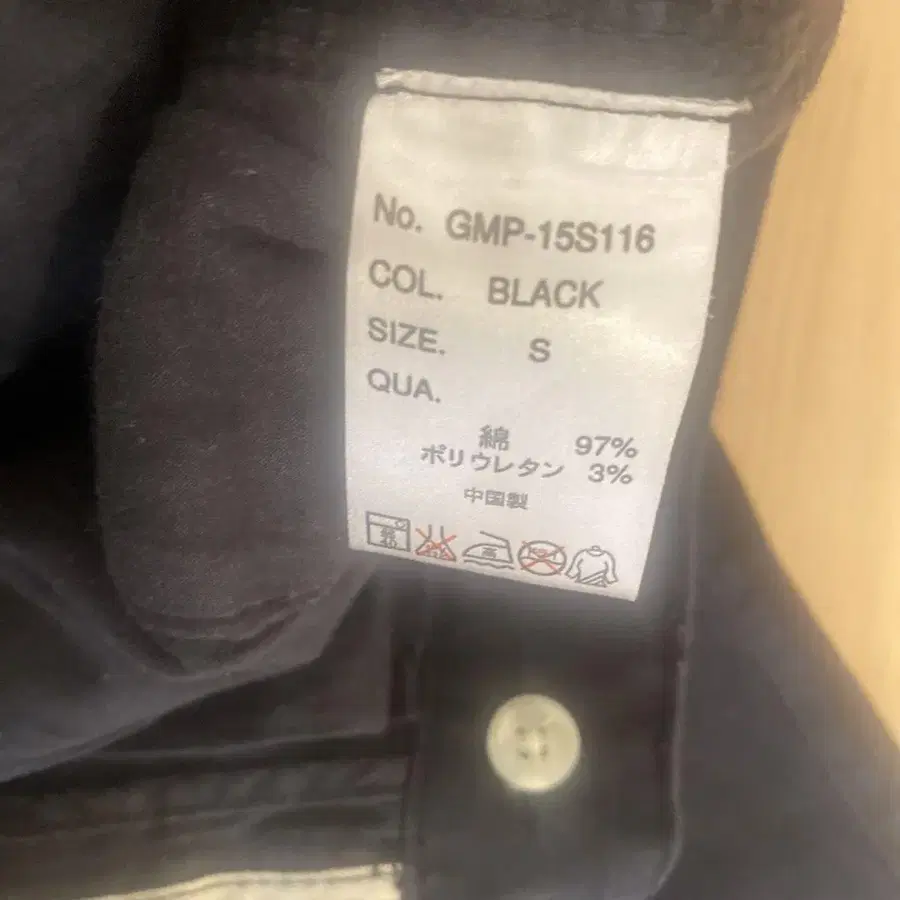 No. GMP-15S116
COL. BLACK
SIZE. S
QUA.
綿 97%
ポリウレタン 3%
中国製